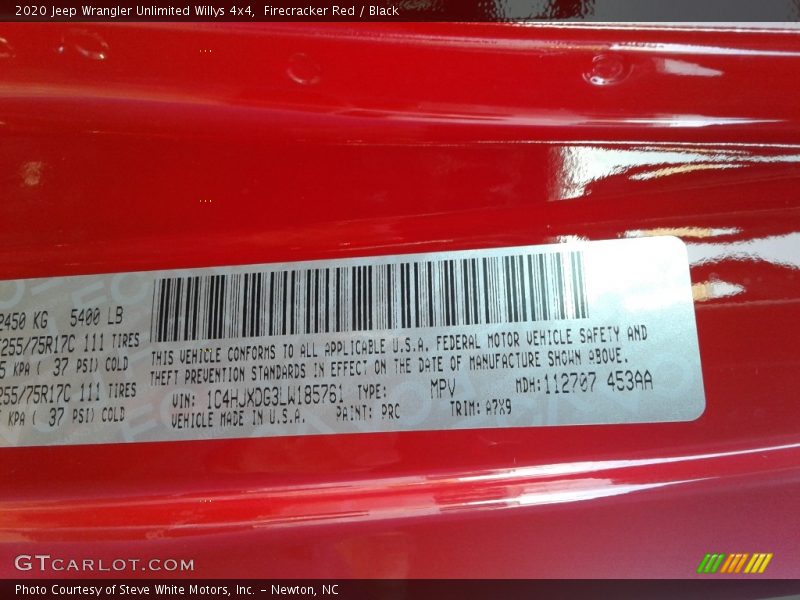 2020 Jeep Wrangler Unlimited Willys 4x4, Firecracker Red / Black
2450 KG 5400 LB
255/75R17C 111 TIRES
KPA ( 37 PSI) COLD
255/75R17C 111 TIRES
KPA ( 37 PSI) COLD
THIS VEHICLE CONFORMS TO ALL APPLICABLE U.S.A. FEDERAL MOTOR VEHICLE SAFETY AND
THEFT PREVENTION STANDARDS IN EFFECT ON THE DATE OF MANUFACTURE SHOWN ABOVE.
VIN: 1C4HJXDG3LW185761 TYPE: MPV MDH:112707 453AA
VEHICLE MADE IN U.S.A. PAINT: PRC TRIM: A7X9
GTCARLOT.COM
Photo Courtesy of Steve White Motors, Inc. – Newton, NC